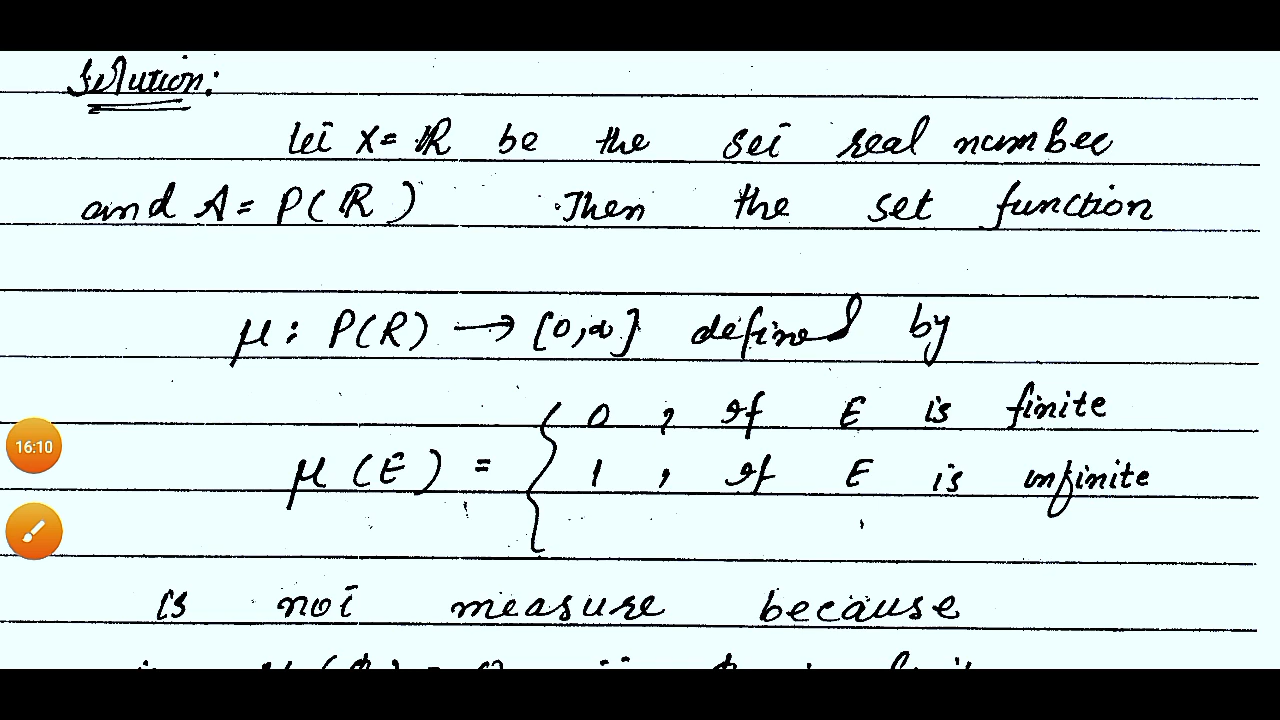 Solution:
Let X = ℝ be the set real number
and A = P(ℝ) Then the set function
μ : P(R) → [0,∞] defined by
0 , if E is finite
μ(E) = { 1 , if E is infinite
16:10
is not measure because